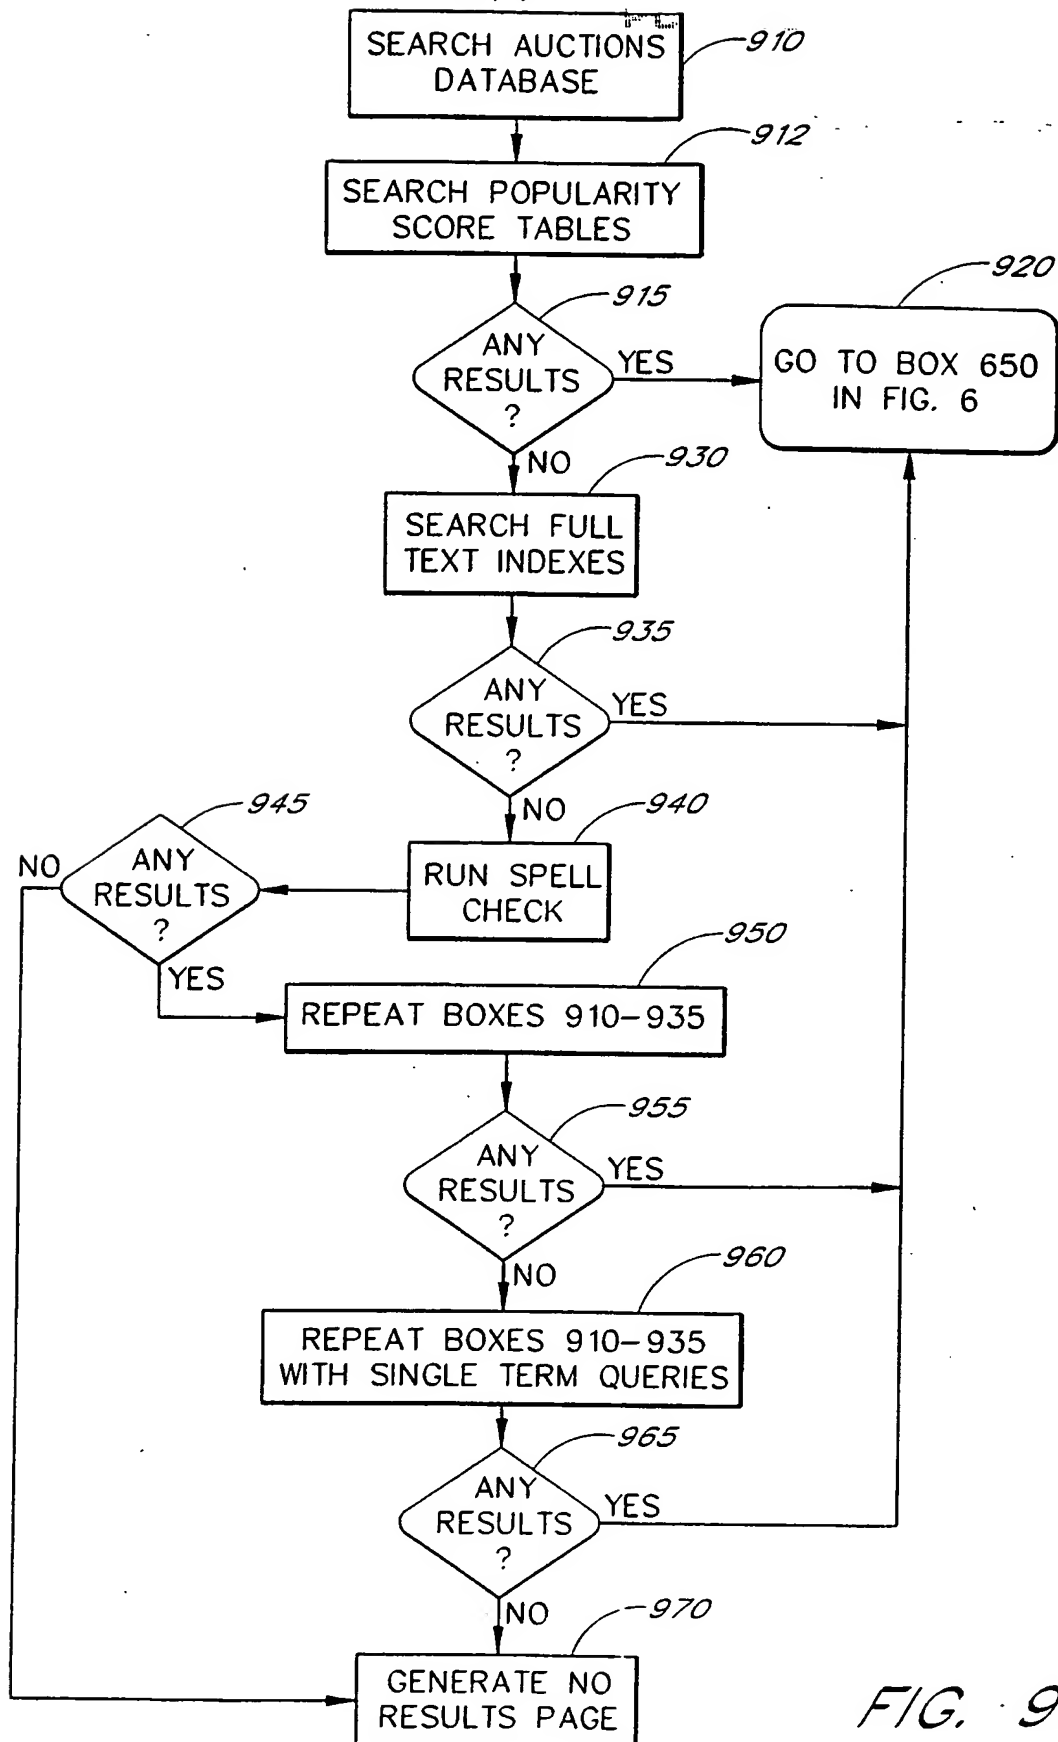 SEARCH AUCTIONS
DATABASE
910
912
SEARCH POPULARITY
SCORE TABLES
920
915
ANY
RESULTS
?
YES
GO TO BOX 650
IN FIG. 6
NO
930
SEARCH FULL
TEXT INDEXES
935
ANY
RESULTS
?
YES
NO
940
945
NO
ANY
RESULTS
?
RUN SPELL
CHECK
YES
950
REPEAT BOXES 910-935
955
ANY
RESULTS
?
YES
NO
960
REPEAT BOXES 910-935
WITH SINGLE TERM QUERIES
965
ANY
RESULTS
?
YES
NO
970
GENERATE NO
RESULTS PAGE
FIG. 9